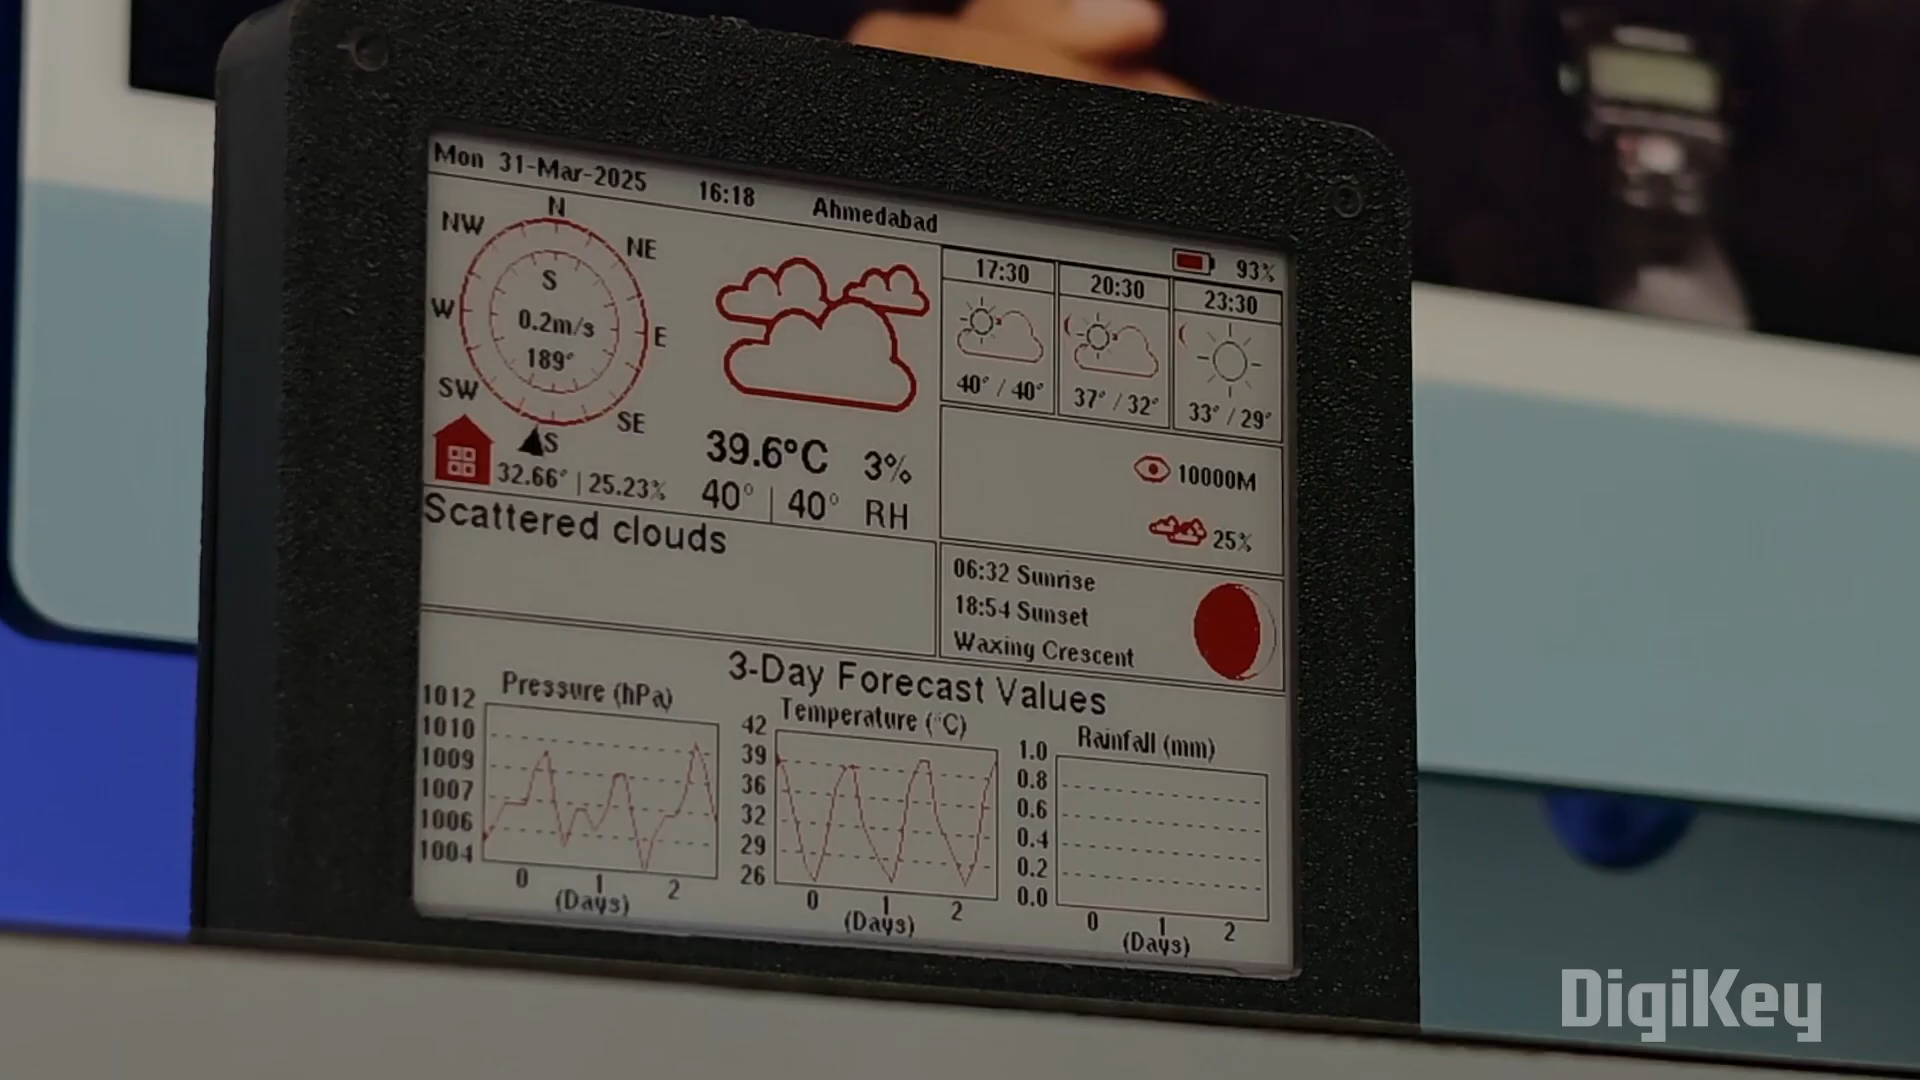 Mon 31-Mar-2025 16:18 Ahmedabad
93%
N
NW NE
S
0.2m/s
189°
W E
SW SE
S
32.66° | 25.23%
39.6°C 3%
40° | 40° RH
17:30 20:30 23:30
40° / 40° 37° / 32° 33° / 29°
10000M
25%
Scattered clouds
06:32 Sunrise
18:54 Sunset
Waxing Crescent
3-Day Forecast Values
Pressure (hPa)
1012
1010
1009
1007
1006
1004
0 1 2
(Days)
Temperature (°C)
42
39
36
32
29
26
0 1 2
(Days)
Rainfall (mm)
1.0
0.8
0.6
0.4
0.2
0.0
0 1 2
(Days)
DigiKey